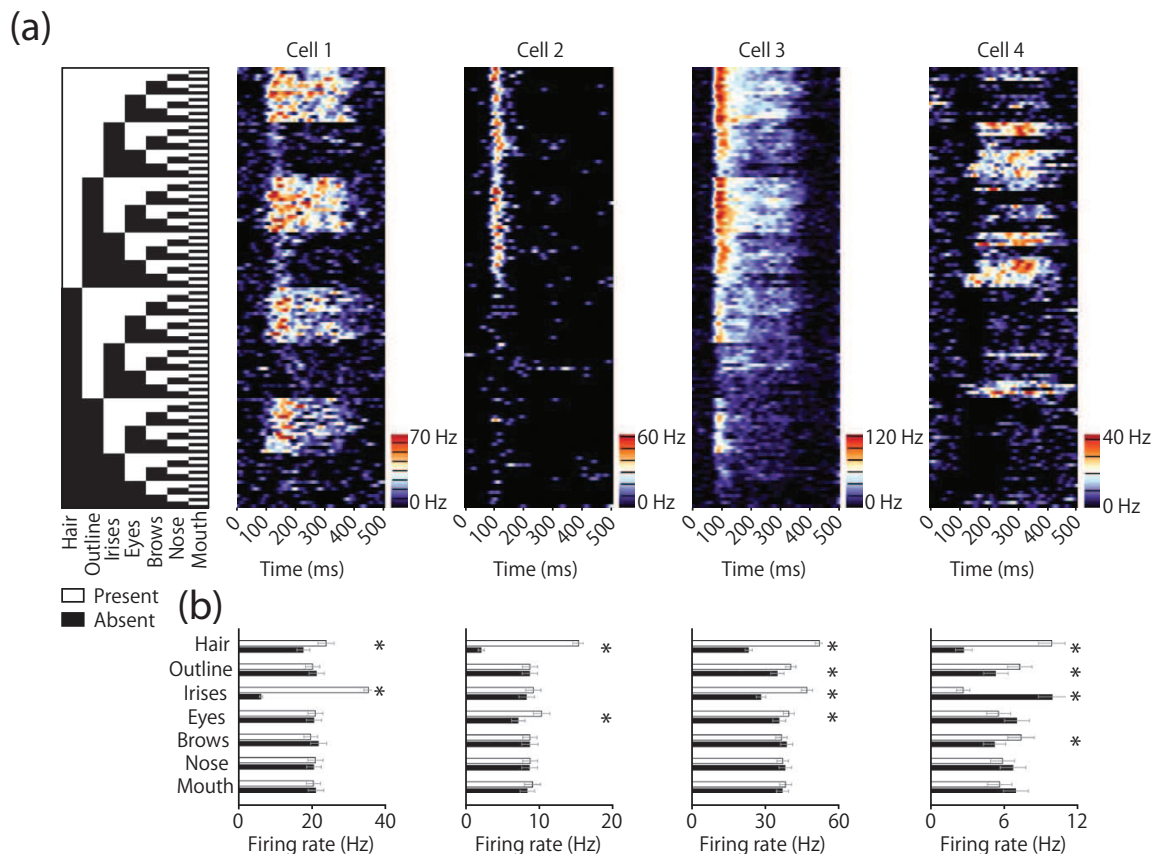 (a)
Cell 1
Cell 2
Cell 3
Cell 4
70 Hz
0 Hz
60 Hz
0 Hz
120 Hz
0 Hz
40 Hz
0 Hz
Hair
Outline
Irises
Eyes
Brows
Nose
Mouth
0 100 200 300 400 500
0 100 200 300 400 500
0 100 200 300 400 500
0 100 200 300 400 500
Time (ms)
Time (ms)
Time (ms)
Time (ms)
Present
Absent
(b)
Hair * * * *
Outline * *
Irises * * *
Eyes * *
Brows *
Nose
Mouth
0 20 40
0 10 20
0 30 60
0 6 12
Firing rate (Hz)
Firing rate (Hz)
Firing rate (Hz)
Firing rate (Hz)